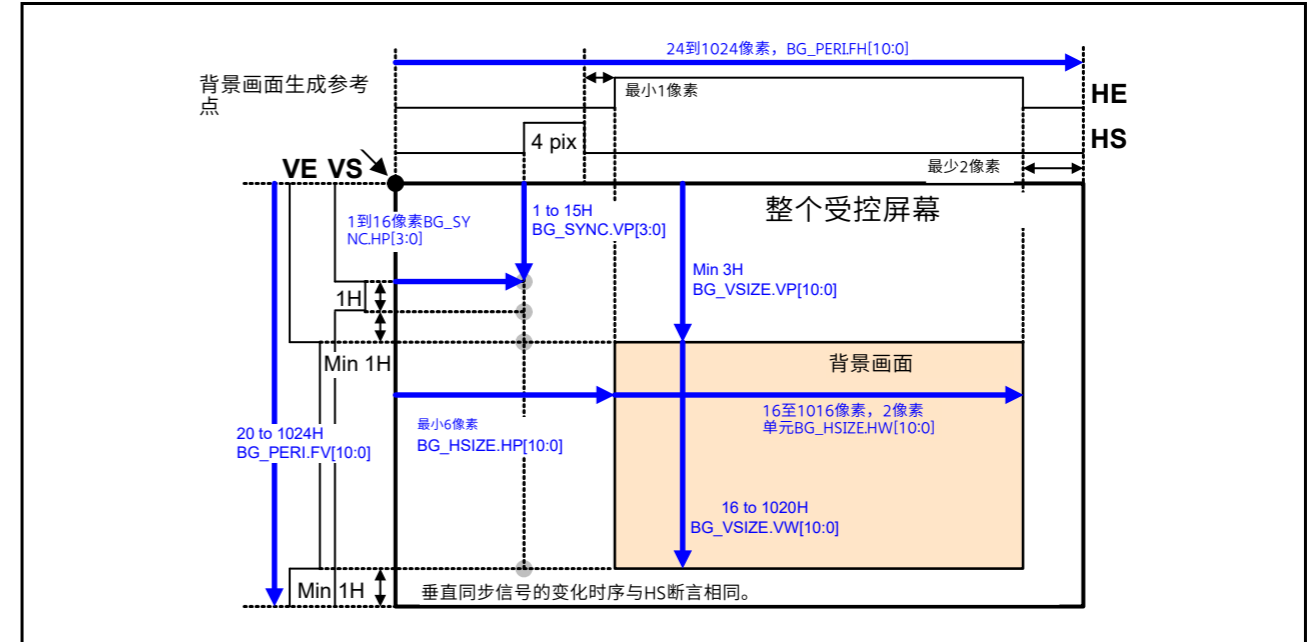 24到1024像素，BG_PERI.FH[10:0]
背景画面生成参考
点
最小1像素
HE
4 pix
HS
最少2像素
VE VS
整个受控屏幕
1到16像素BG_SY
NC.HP[3:0]
1 to 15H
BG_SYNC.VP[3:0]
Min 3H
BG_VSIZE.VP[10:0]
1H
Min 1H
背景画面
16至1016像素，2像素
单元BG_HSIZE.HW[10:0]
最小6像素
BG_HSIZE.HP[10:0]
20 to 1024H
BG_PERI.FV[10:0]
16 to 1020H
BG_VSIZE.VW[10:0]
Min 1H
垂直同步信号的变化时序与HS断言相同。